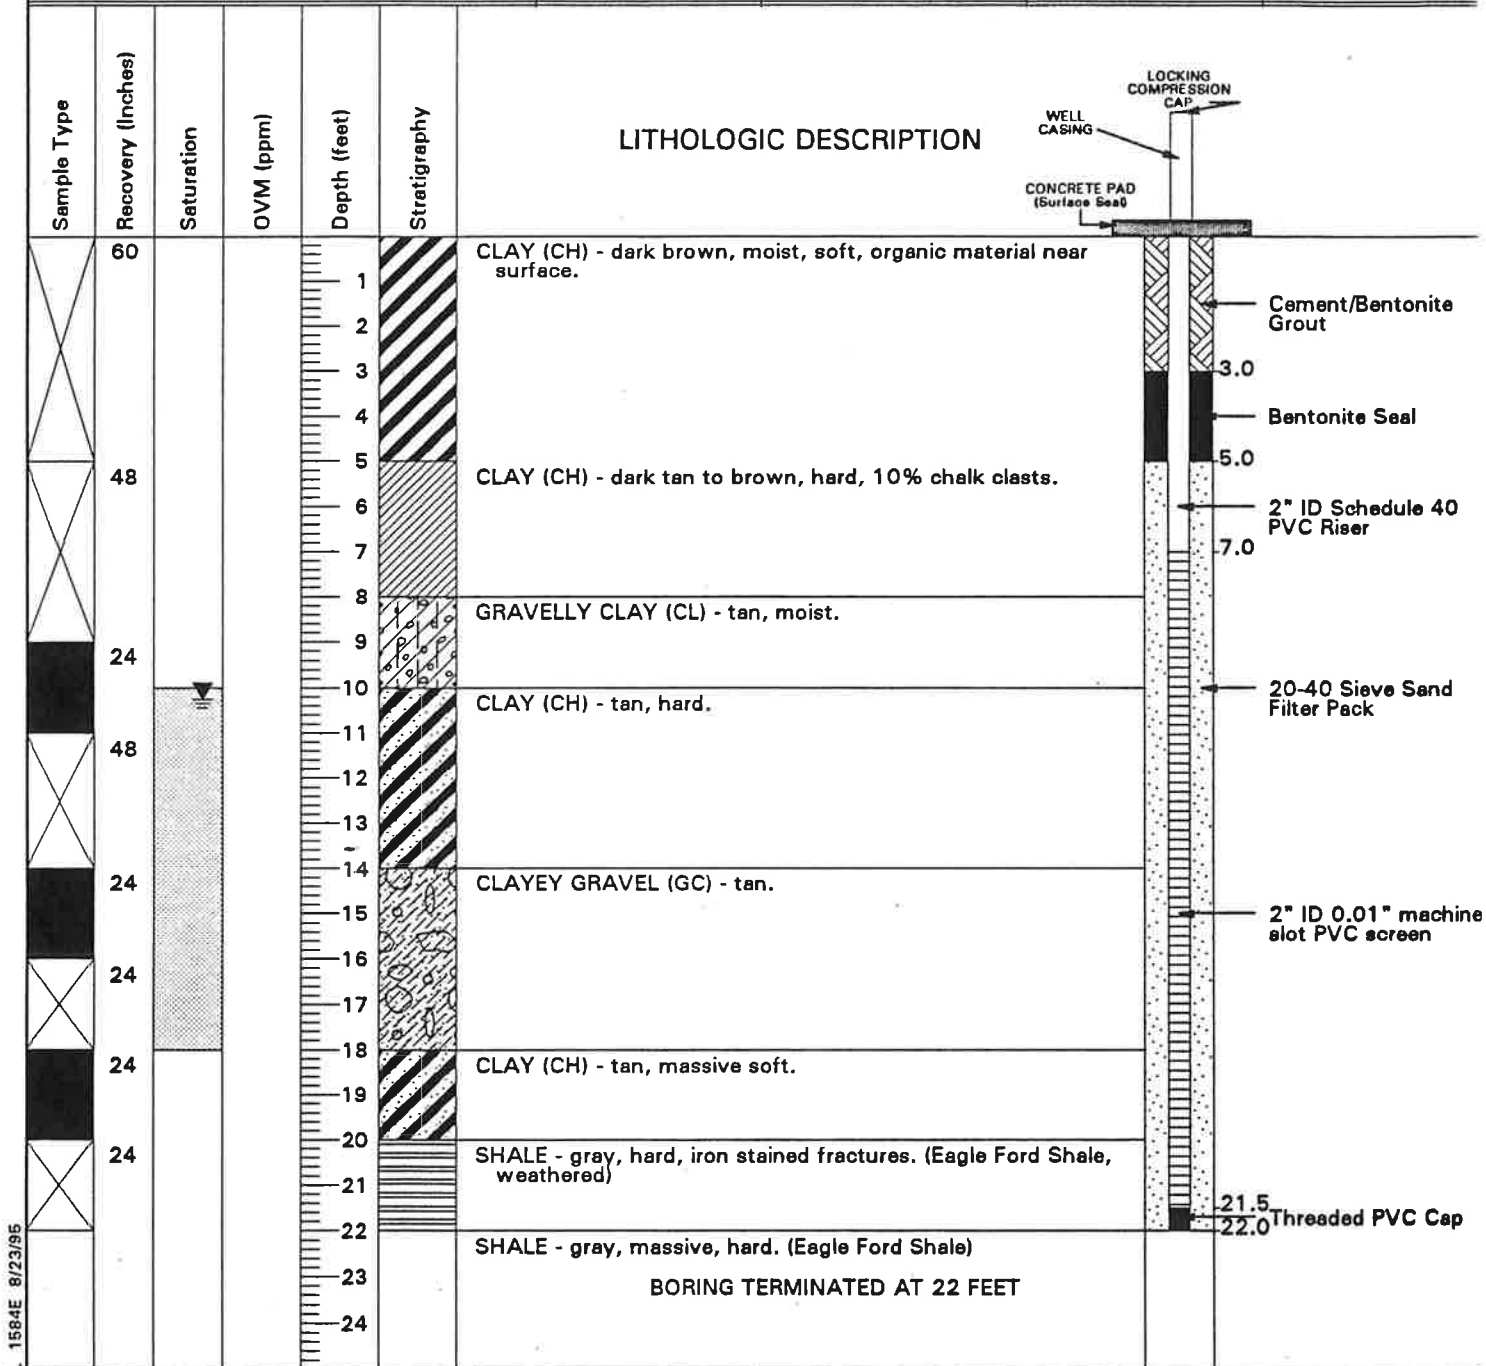 Sample Type
Recovery (Inches)
Saturation
OVM (ppm)
Depth (feet)
Stratigraphy
LITHOLOGIC DESCRIPTION
LOCKING
COMPRESSION
CAP
WELL
CASING
CONCRETE PAD
(Surface Seal)
60
CLAY (CH) - dark brown, moist, soft, organic material near
surface.
1
2
Cement/Bentonite
Grout
3
3.0
4
Bentonite Seal
5
5.0
48
CLAY (CH) - dark tan to brown, hard, 10% chalk clasts.
6
2" ID Schedule 40
PVC Riser
7
7.0
8
GRAVELLY CLAY (CL) - tan, moist.
9
24
10
20-40 Sieve Sand
Filter Pack
CLAY (CH) - tan, hard.
11
48
12
13
14
24
CLAYEY GRAVEL (GC) - tan.
15
2" ID 0.01" machine
slot PVC screen
16
24
17
18
24
CLAY (CH) - tan, massive soft.
19
20
24
SHALE - gray, hard, iron stained fractures. (Eagle Ford Shale,
weathered)
21
21.5
Threaded PVC Cap
22
22.0
SHALE - gray, massive, hard. (Eagle Ford Shale)
23
BORING TERMINATED AT 22 FEET
24
1584E 8/23/95